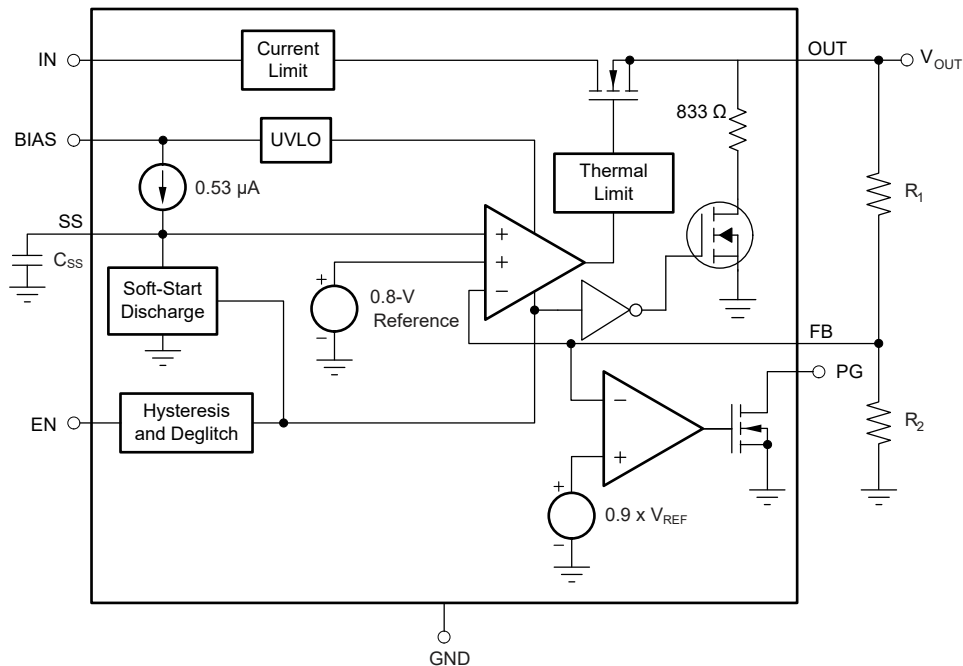 IN
Current
Limit
OUT
V_OUT
833 Ω
BIAS
UVLO
Thermal
Limit
0.53 µA
R_1
SS
C_SS
+
+
−
Soft-Start
Discharge
+
−
0.8-V
Reference
FB
PG
EN
Hysteresis
and Deglitch
−
+
R_2
+
−
0.9 x V_REF
GND